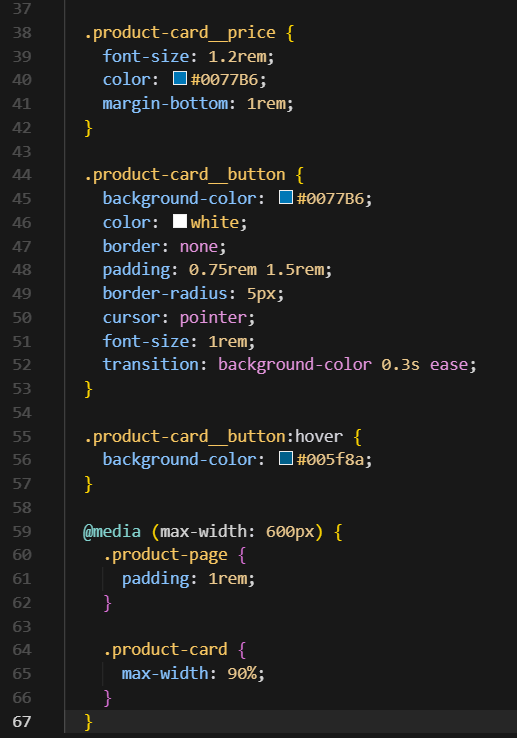 37
38 .product-card__price {
39 font-size: 1.2rem;
40 color: #0077B6;
41 margin-bottom: 1rem;
42 }
43
44 .product-card__button {
45 background-color: #0077B6;
46 color: white;
47 border: none;
48 padding: 0.75rem 1.5rem;
49 border-radius: 5px;
50 cursor: pointer;
51 font-size: 1rem;
52 transition: background-color 0.3s ease;
53 }
54
55 .product-card__button:hover {
56 background-color: #005f8a;
57 }
58
59 @media (max-width: 600px) {
60 .product-page {
61 padding: 1rem;
62 }
63
64 .product-card {
65 max-width: 90%;
66 }
67 }